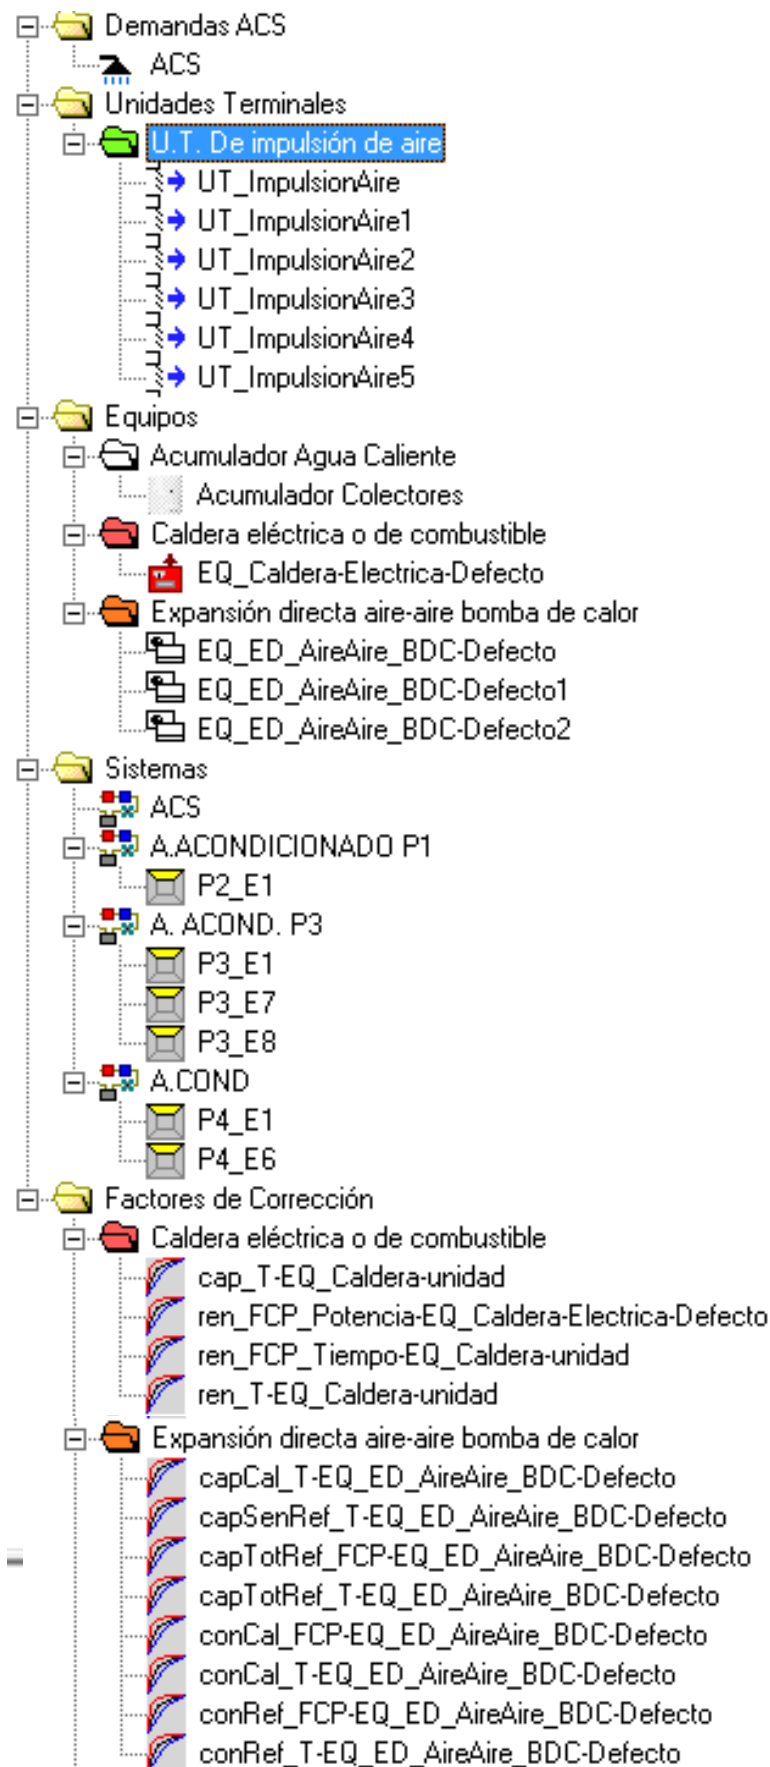 Demandas ACS
ACS
Unidades Terminales
U.T. De impulsión de aire
UT_ImpulsionAire
UT_ImpulsionAire1
UT_ImpulsionAire2
UT_ImpulsionAire3
UT_ImpulsionAire4
UT_ImpulsionAire5
Equipos
Acumulador Agua Caliente
Acumulador Colectores
Caldera eléctrica o de combustible
EQ_Caldera-Electrica-Defecto
Expansión directa aire-aire bomba de calor
EQ_ED_AireAire_BDC-Defecto
EQ_ED_AireAire_BDC-Defecto1
EQ_ED_AireAire_BDC-Defecto2
Sistemas
ACS
A.ACONDICIONADO P1
P2_E1
A. ACOND. P3
P3_E1
P3_E7
P3_E8
A.COND
P4_E1
P4_E6
Factores de Corrección
Caldera eléctrica o de combustible
cap_T-EQ_Caldera-unidad
ren_FCP_Potencia-EQ_Caldera-Electrica-Defecto
ren_FCP_Tiempo-EQ_Caldera-unidad
ren_T-EQ_Caldera-unidad
Expansión directa aire-aire bomba de calor
capCal_T-EQ_ED_AireAire_BDC-Defecto
capSenRef_T-EQ_ED_AireAire_BDC-Defecto
capTotRef_FCP-EQ_ED_AireAire_BDC-Defecto
capTotRef_T-EQ_ED_AireAire_BDC-Defecto
conCal_FCP-EQ_ED_AireAire_BDC-Defecto
conCal_T-EQ_ED_AireAire_BDC-Defecto
conRef_FCP-EQ_ED_AireAire_BDC-Defecto
conRef_T-EQ_ED_AireAire_BDC-Defecto